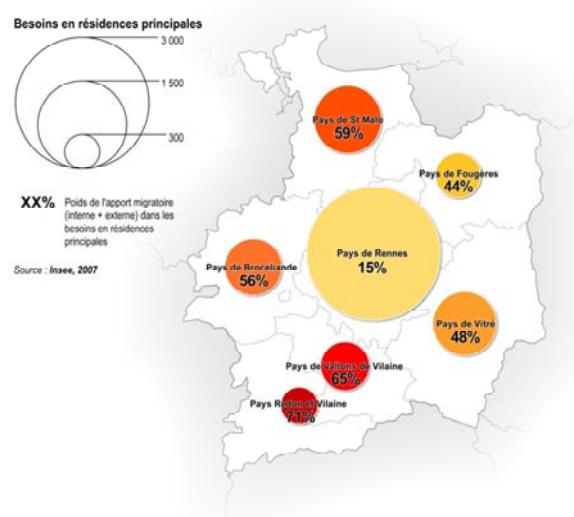 Besoins en résidences principales
3 000
1 500
300
XX% Poids de l'apport migratoire
(interne + externe) dans les
besoins en résidences
principales
Source : Insee, 2007
Pays de St Malo
59%
Pays de Fougères
44%
Pays de Rennes
15%
Pays de Brocéliande
56%
Pays de Vitré
48%
Pays de Vallons de Vilaine
65%
Pays Redon et Vilaine
71%